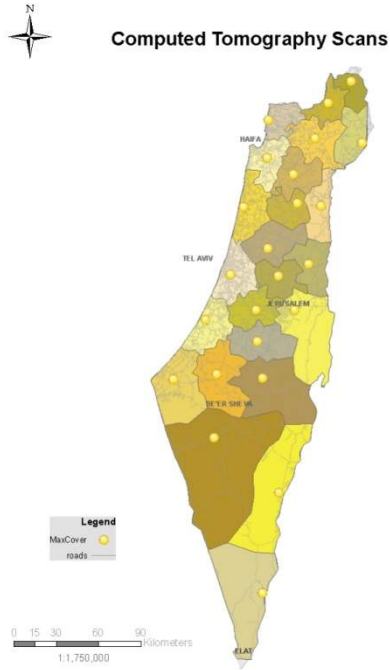 N
Computed Tomography Scans
HAIFA
TEL AVIV
JERUSALEM
BE'ER SHEVA
Legend
MaxCover
roads
0 15 30 60 90
Kilometers
1:1,750,000
ELAT